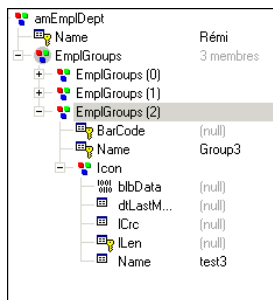 amEmplDept
Name Rémi
EmplGroups 3 membres
EmplGroups (0)
EmplGroups (1)
EmplGroups (2)
BarCode (null)
Name Group3
Icon
blbData (null)
dtLastM... (null)
lCrc (null)
lLen (null)
Name test3